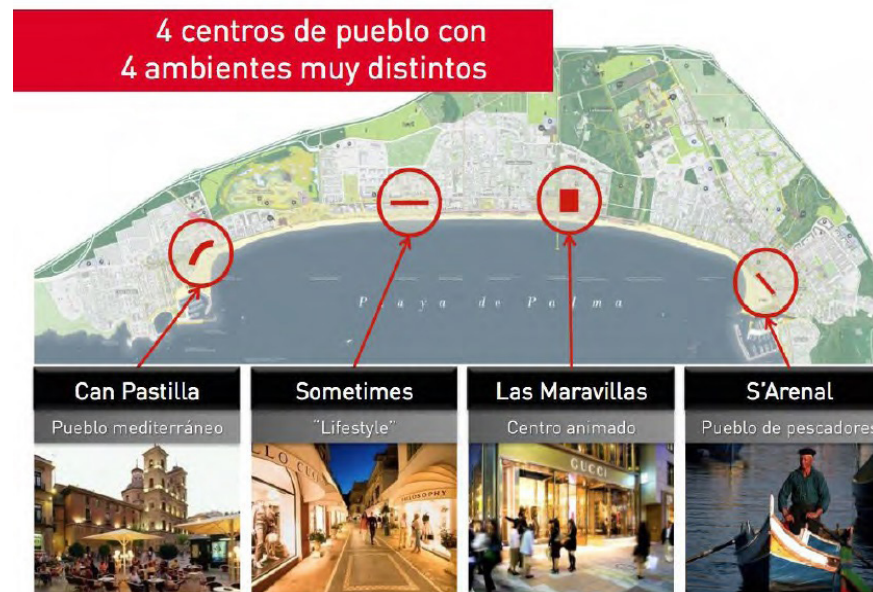 4 centros de pueblo con
4 ambientes muy distintos
Playa de Palma
Can Pastilla
Pueblo mediterráneo
Sometimes
"Lifestyle"
Las Maravillas
Centro animado
S'Arenal
Pueblo de pescadores
PHILOSOPHY
GUCCI